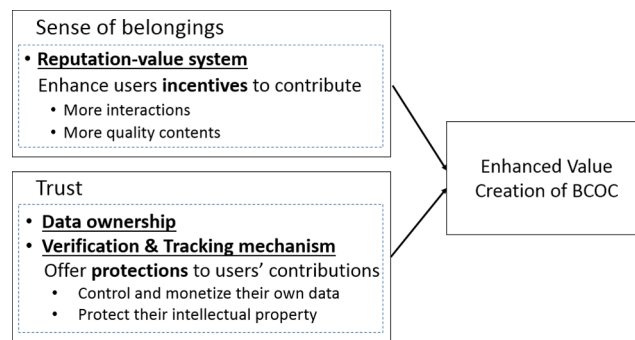 Sense of belongings
• Reputation-value system
Enhance users incentives to contribute
• More interactions
• More quality contents
Trust
• Data ownership
• Verification & Tracking mechanism
Offer protections to users' contributions
• Control and monetize their own data
• Protect their intellectual property
Enhanced Value
Creation of BCOC